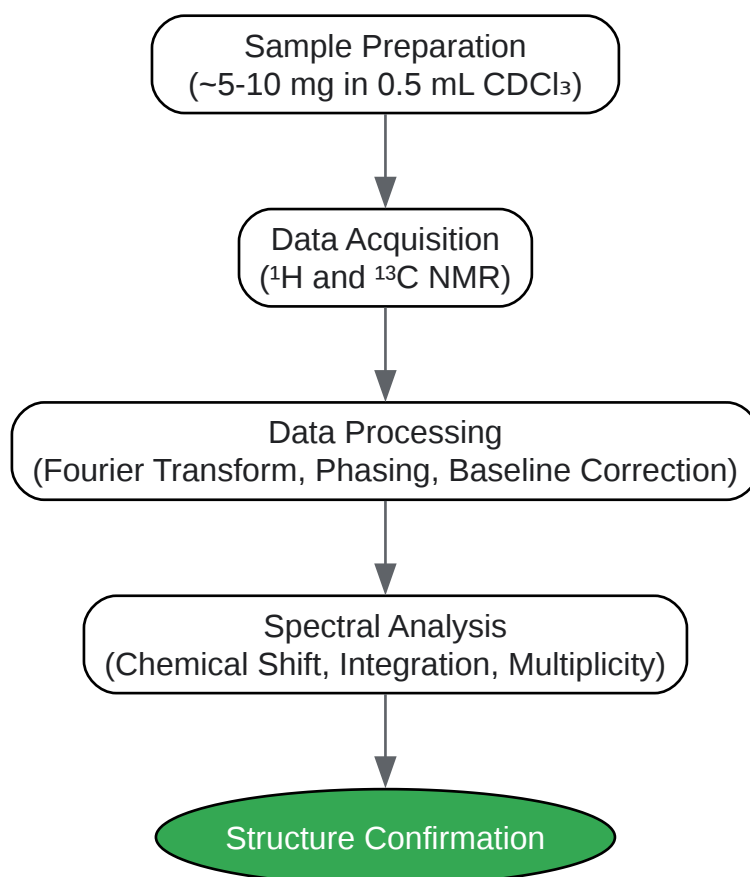 Sample Preparation
(~5-10 mg in 0.5 mL CDCl₃)
Data Acquisition
(¹H and ¹³C NMR)
Data Processing
(Fourier Transform, Phasing, Baseline Correction)
Spectral Analysis
(Chemical Shift, Integration, Multiplicity)
Structure Confirmation